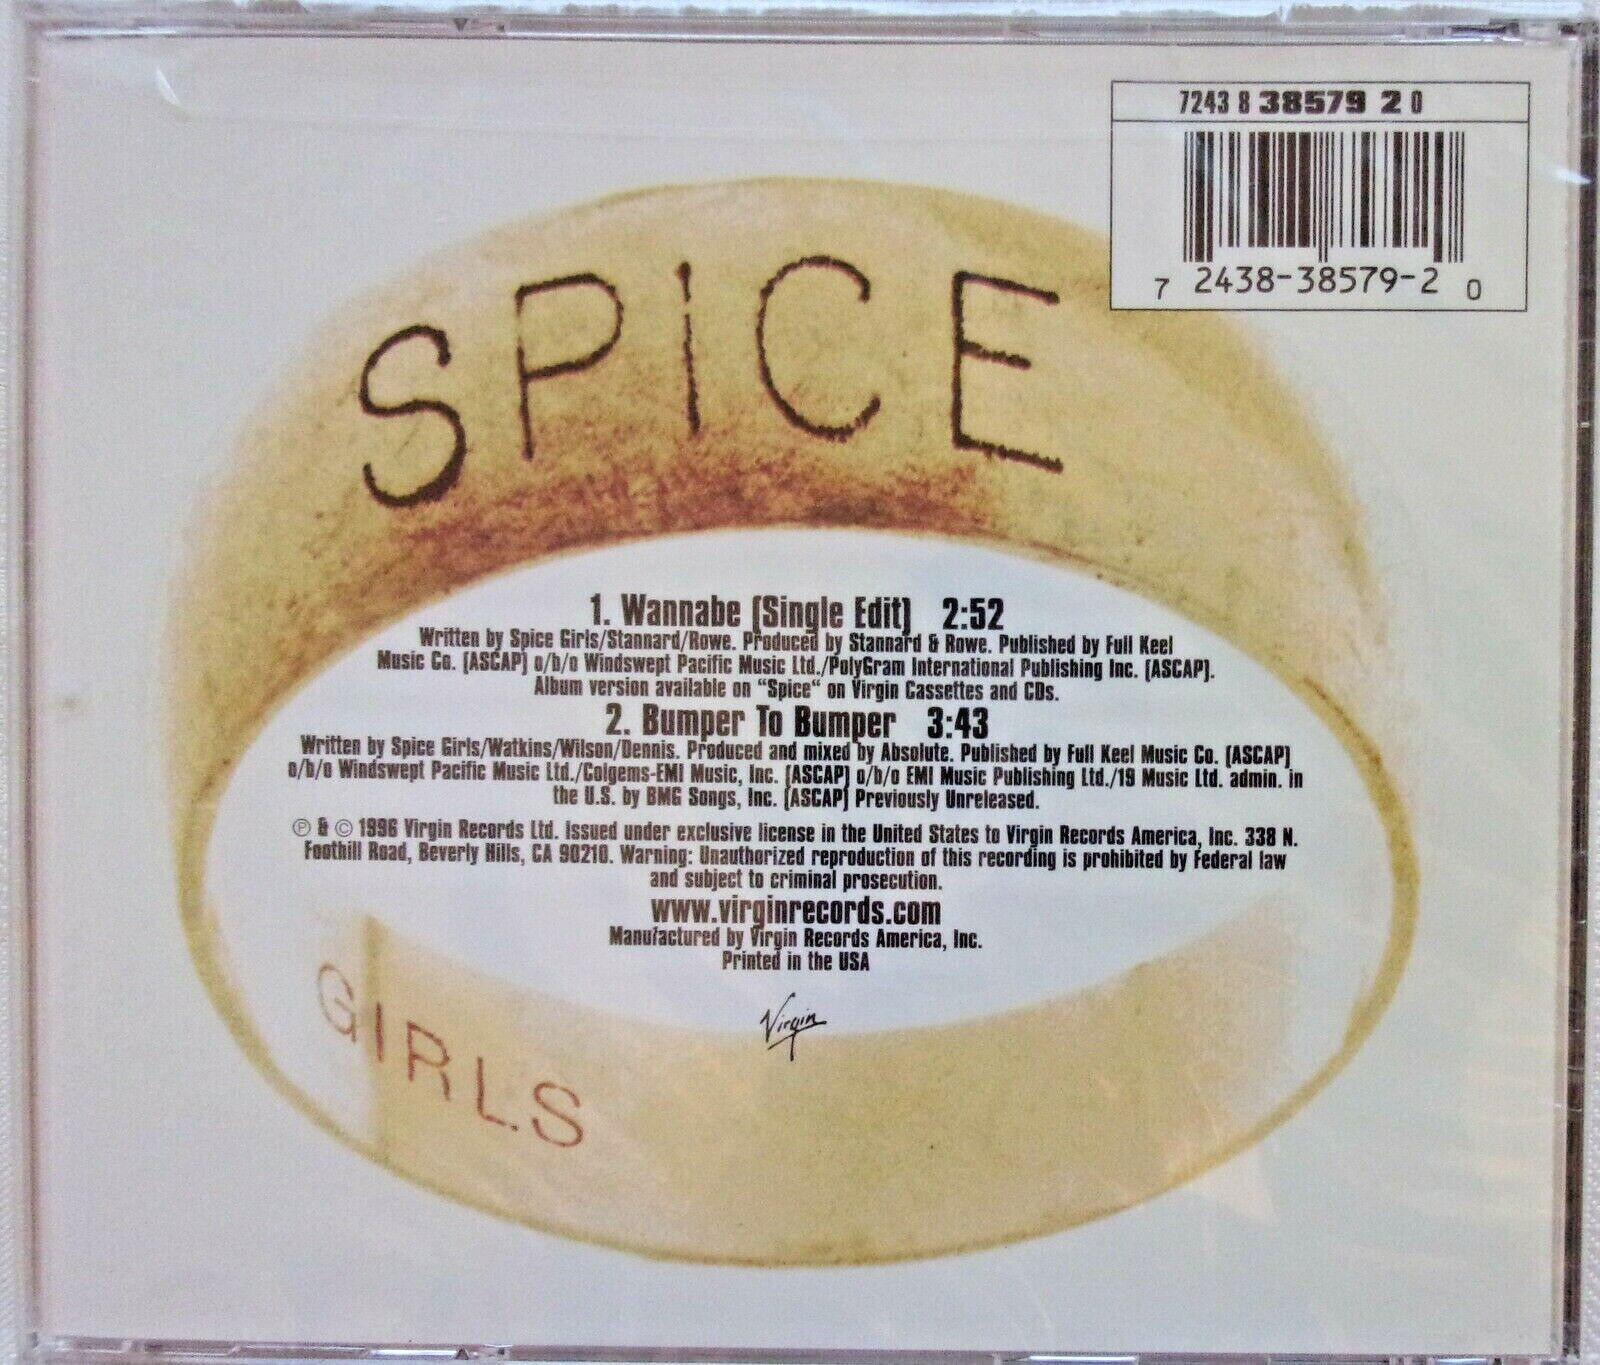 7243 8 38579 2 0
7 2438-38579-2 0
SPICE
1. Wannabe (Single Edit) 2:52
Written by Spice Girls/Stannard/Rowe. Produced by Stannard & Rowe. Published by Full Keel
Music Co. (ASCAP) o/b/o Windswept Pacific Music Ltd./PolyGram International Publishing Inc. (ASCAP).
Album version available on "Spice" on Virgin Cassettes and CDs.
2. Bumper To Bumper 3:43
Written by Spice Girls/Watkins/Wilson/Dennis. Produced and mixed by Absolute. Published by Full Keel Music Co. (ASCAP)
o/b/o Windswept Pacific Music Ltd./Colgems-EMI Music, Inc. (ASCAP) o/b/o EMI Music Publishing Ltd./19 Music Ltd. admin. in
the U.S. by BMG Songs, Inc. (ASCAP) Previously Unreleased.
℗ & © 1996 Virgin Records Ltd. Issued under exclusive license in the United States to Virgin Records America, Inc. 338 N.
Foothill Road, Beverly Hills, CA 90210. Warning: Unauthorized reproduction of this recording is prohibited by Federal law
and subject to criminal prosecution.
www.virginrecords.com
Manufactured by Virgin Records America, Inc.
Printed in the USA
Virgin
GIRLS